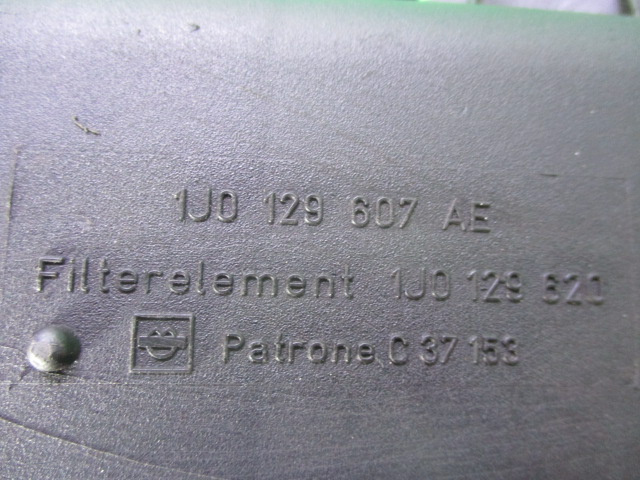 1J0 129 607 AE
Filterelement 1J0 129 620
Patrone C 37 153